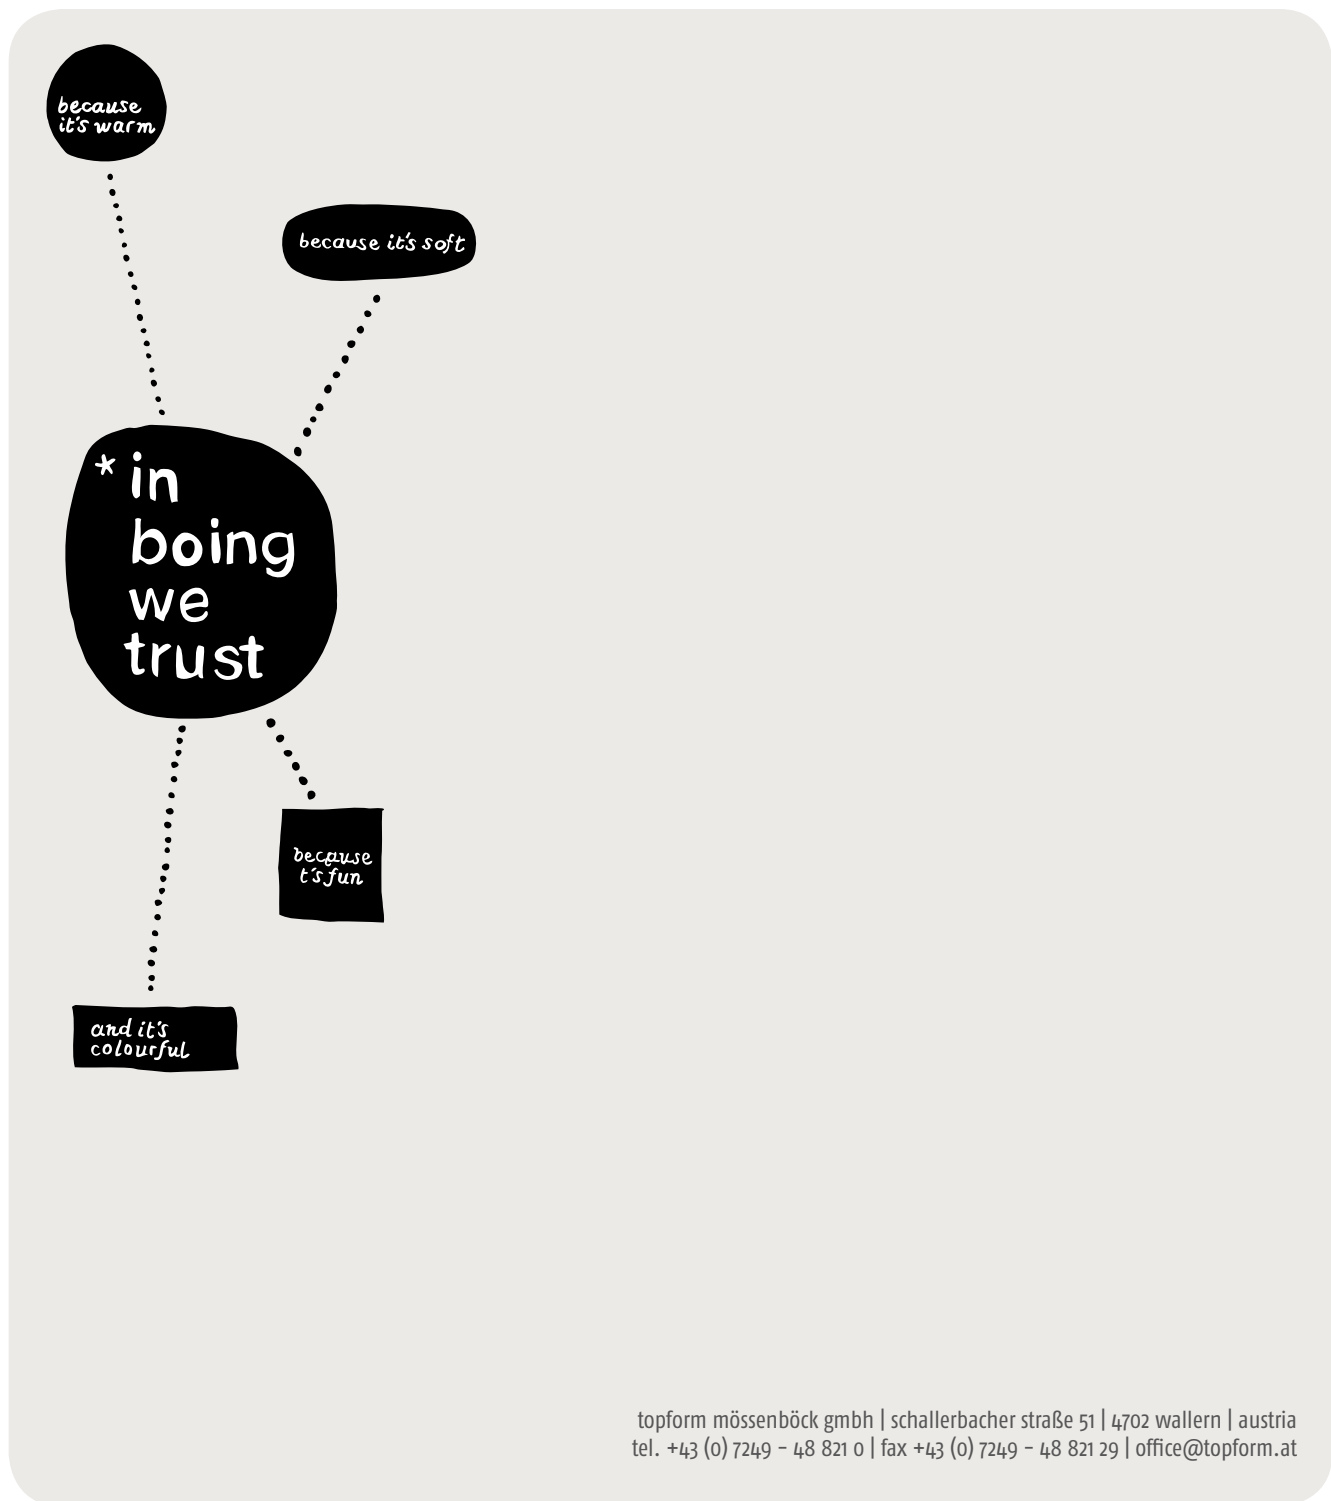 because
it's warm
because it's soft
* in
boing
we
trust
because
t's fun
and it's
colourful
topform mössenböck gmbh | schallerbacher straße 51 | 4702 wallern | austria
tel. +43 (0) 7249 – 48 821 0 | fax +43 (0) 7249 – 48 821 29 | office@topform.at